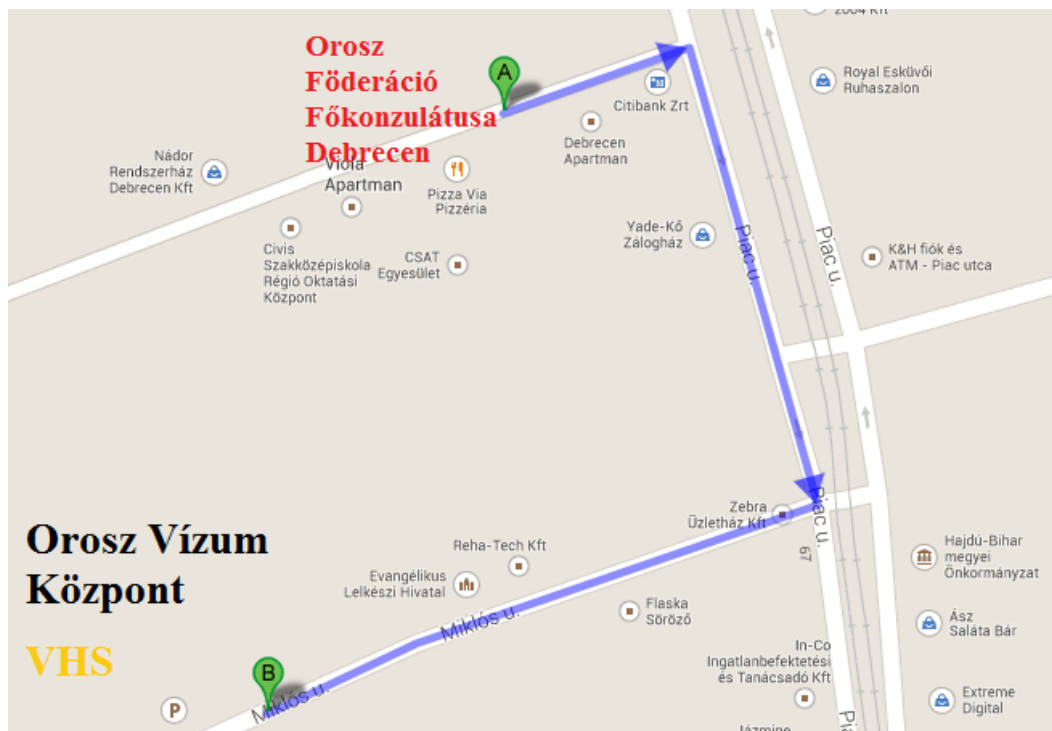 2004 Kft
Orosz
Föderáció
Főkonzulátusa
Debrecen
A
Citibank Zrt
Royal Esküvői
Ruhaszalon
Debrecen
Apartman
Nádor
Rendszerház
Debrecen Kft
Viola
Apartman
Pizza Via
Pizzéria
Civis
Szakközépiskola
Régió Oktatási
Központ
CSAT
Egyesület
Yade-Kő
Zálogház
Piac u.
Piac u.
K&H fiók és
ATM - Piac utca
Zebra
Üzletház Kft
Piac u.
67
Orosz Vízum
Központ
VHS
Reha-Tech Kft
Evangélikus
Lelkészi Hivatal
Miklós u.
Flaska
Söröző
Hajdú-Bihar
megyei
Önkormányzat
Ász
Saláta Bár
In-Co
Ingatlanbefektetési
és Tanácsadó Kft
Extreme
Digital
B
Miklós u.
P
Jázmine